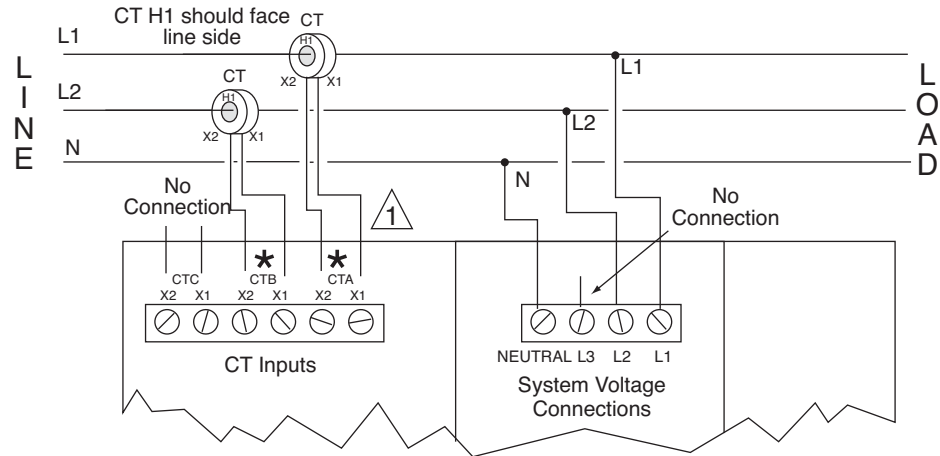 CT H1 should face
line side
CT
H1
X2 X1
L1
CT
H1
X2 X1
L2
N
LINE
LOAD
L1
L2
N
No
Connection
1
No
Connection
* *
CTC CTB CTA
X2 X1 X2 X1 X2 X1
CT Inputs
NEUTRAL L3 L2 L1
System Voltage
Connections